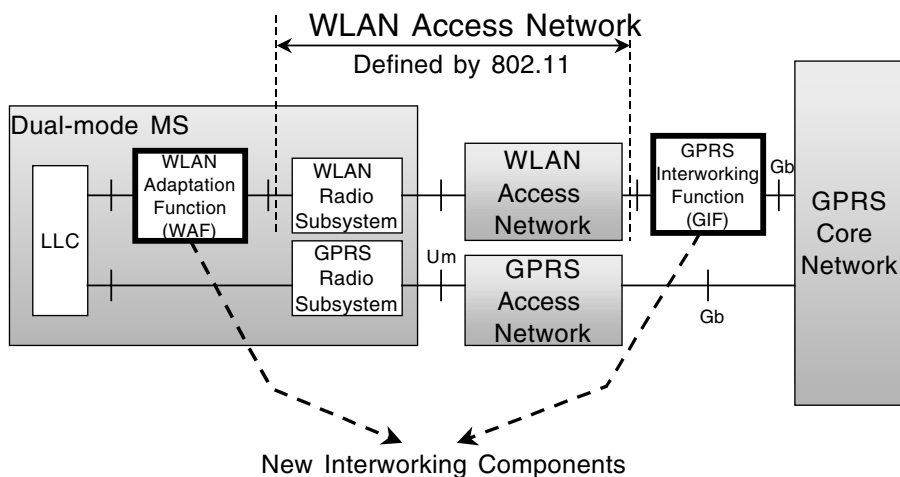 WLAN Access Network
Defined by 802.11
Dual-mode MS
LLC
WLAN
Adaptation
Function
(WAF)
WLAN
Radio
Subsystem
WLAN
Access
Network
GPRS
Interworking
Function
(GIF)
Gb
GPRS
Core
Network
GPRS
Radio
Subsystem
Um
GPRS
Access
Network
Gb
New Interworking Components